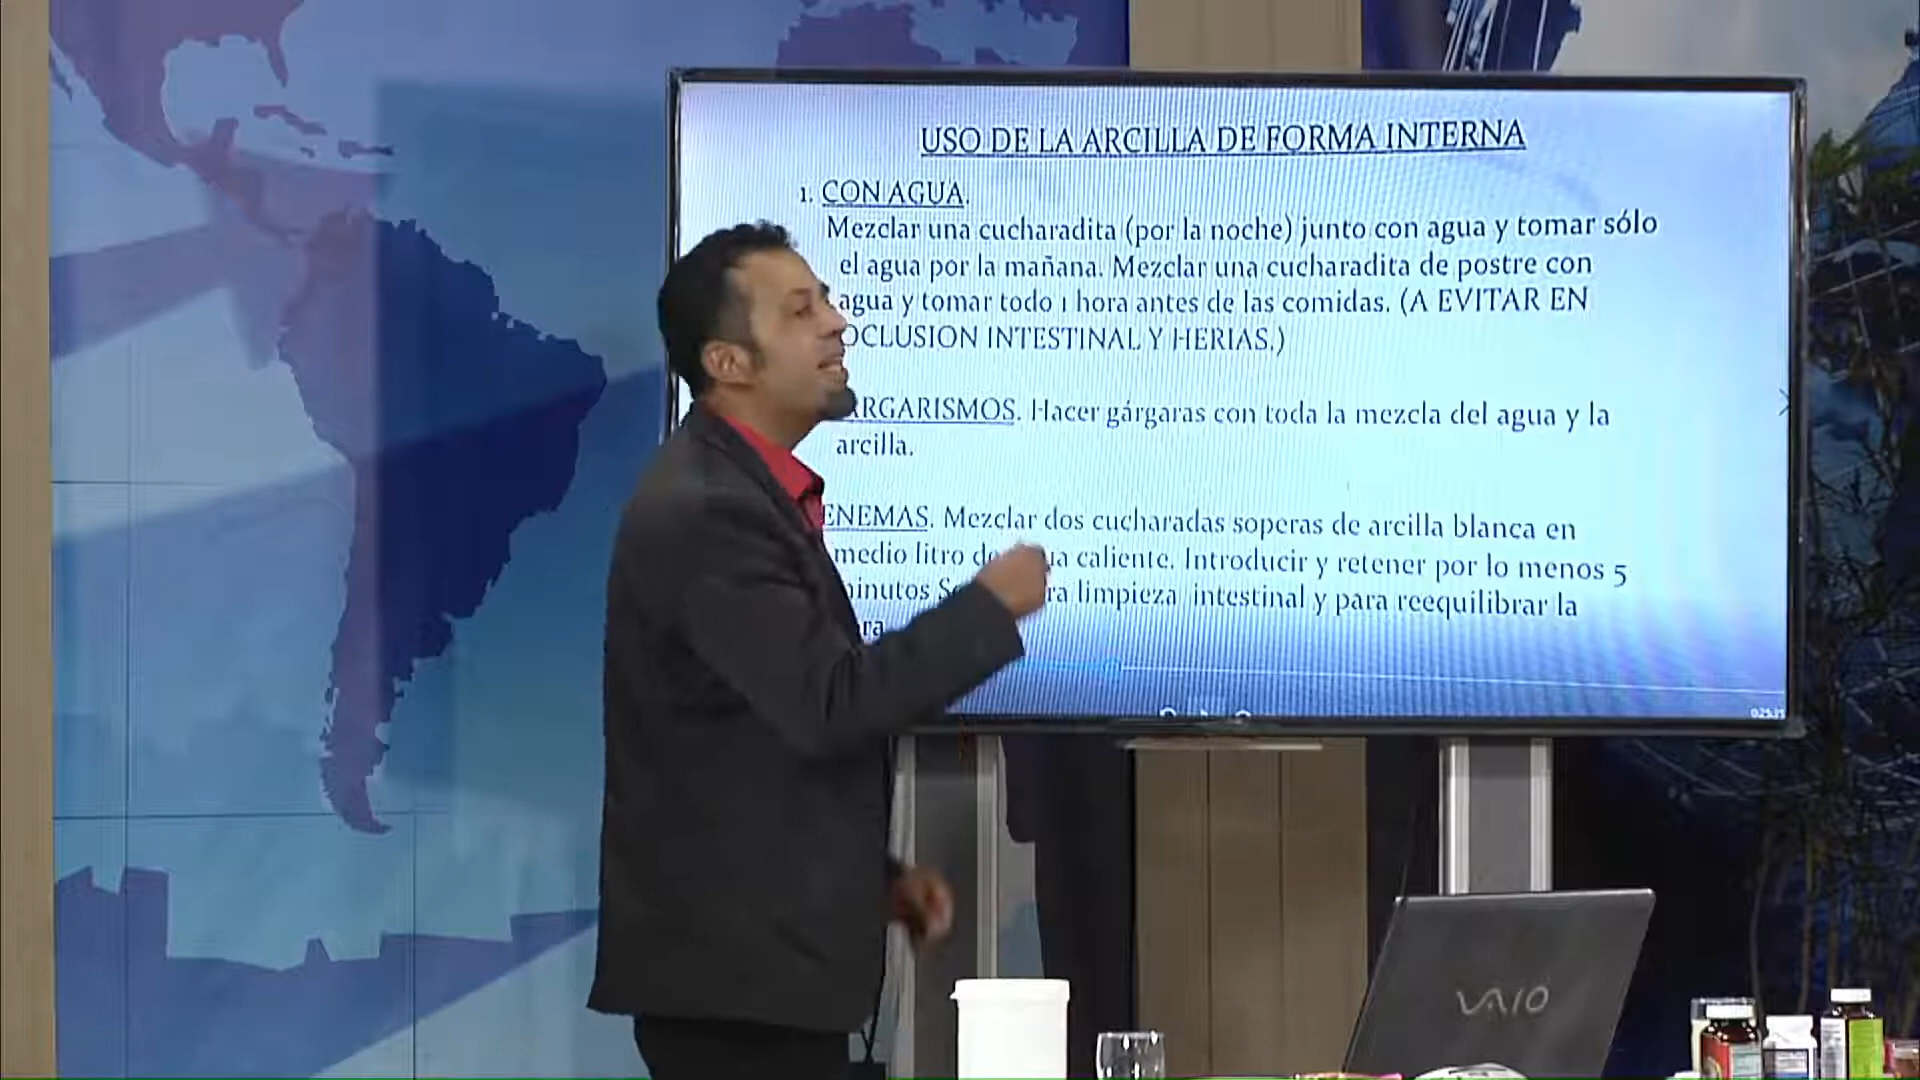 USO DE LA ARCILLA DE FORMA INTERNA
1. CON AGUA.
Mezclar una cucharadita (por la noche) junto con agua y tomar sólo
el agua por la mañana. Mezclar una cucharadita de postre con
agua y tomar todo 1 hora antes de las comidas. (A EVITAR EN
OCLUSION INTESTINAL Y HERIAS.)
ARGARISMOS. Hacer gárgaras con toda la mezcla del agua y la
arcilla.
ENEMAS. Mezclar dos cucharadas soperas de arcilla blanca en
medio litro de caliente. Introducir y retener por lo menos 5
inutos limpieza intestinal y para reequilibrar la
VAIO